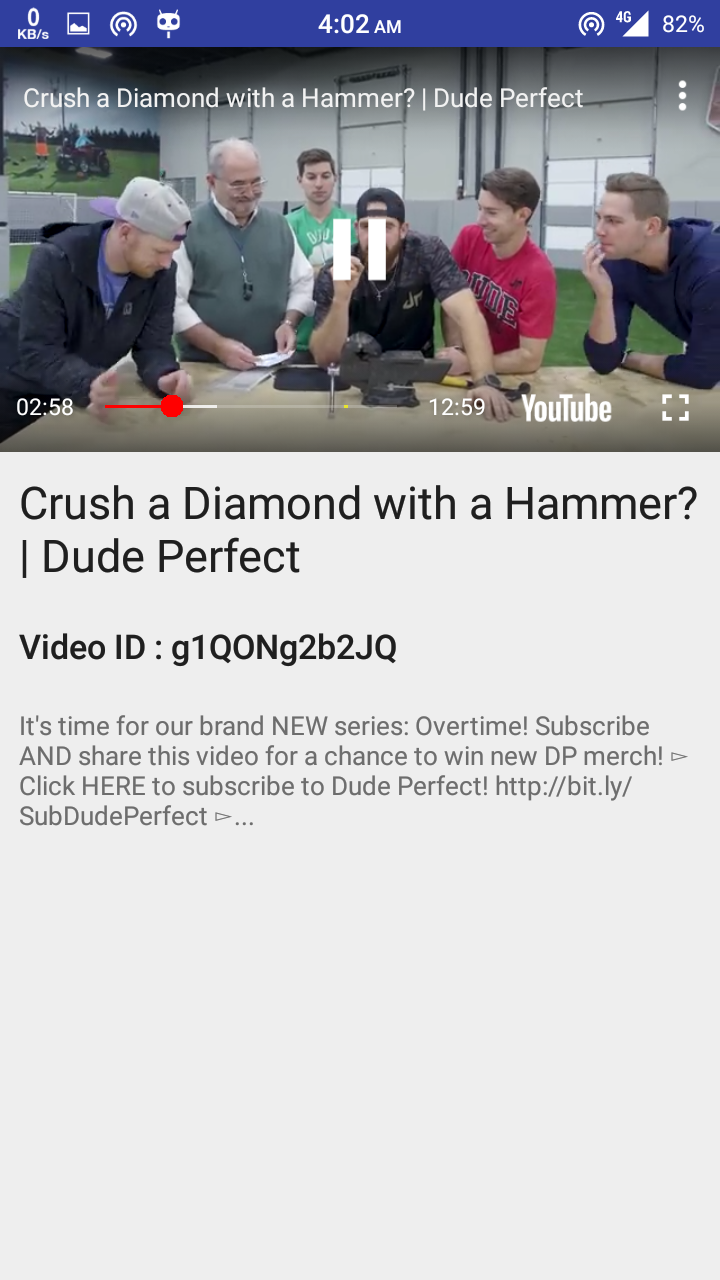 0
KB/s
4:02 AM
4G
82%
Crush a Diamond with a Hammer? | Dude Perfect
DUDE
02:58
12:59
YouTube
Crush a Diamond with a Hammer?
| Dude Perfect
Video ID : g1QONg2b2JQ
It's time for our brand NEW series: Overtime! Subscribe
AND share this video for a chance to win new DP merch! ▻
Click HERE to subscribe to Dude Perfect! http://bit.ly/
SubDudePerfect ▻...